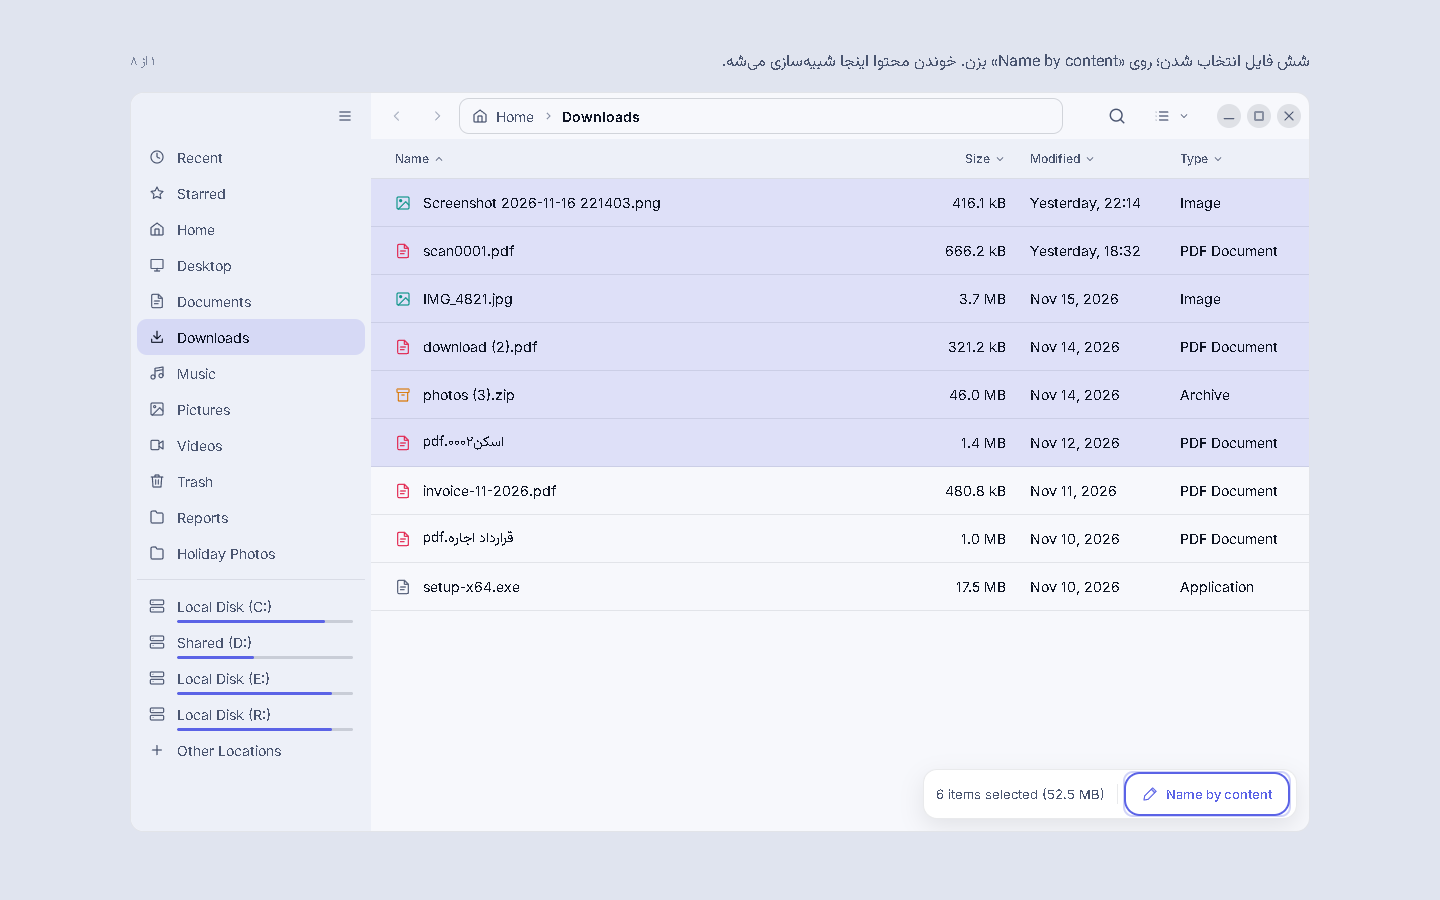 شش فایل انتخاب شدن؛ روی «Name by content» بزن. خوندن محتوا اینجا شبیه‌سازی می‌شه.
۱ از ۸
Home › Downloads
Recent
Starred
Home
Desktop
Documents
Downloads
Music
Pictures
Videos
Trash
Reports
Holiday Photos
Local Disk (C:)
Shared (D:)
Local Disk (E:)
Local Disk (R:)
Other Locations
Name Size Modified Type
Screenshot 2026-11-16 221403.png 416.1 kB Yesterday, 22:14 Image
scan0001.pdf 666.2 kB Yesterday, 18:32 PDF Document
IMG_4821.jpg 3.7 MB Nov 15, 2026 Image
download (2).pdf 321.2 kB Nov 14, 2026 PDF Document
photos (3).zip 46.0 MB Nov 14, 2026 Archive
اسکن۰۰۰۲.pdf 1.4 MB Nov 12, 2026 PDF Document
invoice-11-2026.pdf 480.8 kB Nov 11, 2026 PDF Document
قرارداد اجاره.pdf 1.0 MB Nov 10, 2026 PDF Document
setup-x64.exe 17.5 MB Nov 10, 2026 Application
6 items selected (52.5 MB) Name by content